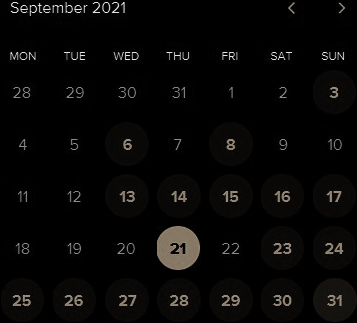 September 2021 < >
MON TUE WED THU FRI SAT SUN
28 29 30 31 1 2 3
4 5 6 7 8 9 10
11 12 13 14 15 16 17
18 19 20 21 22 23 24
25 26 27 28 29 30 31